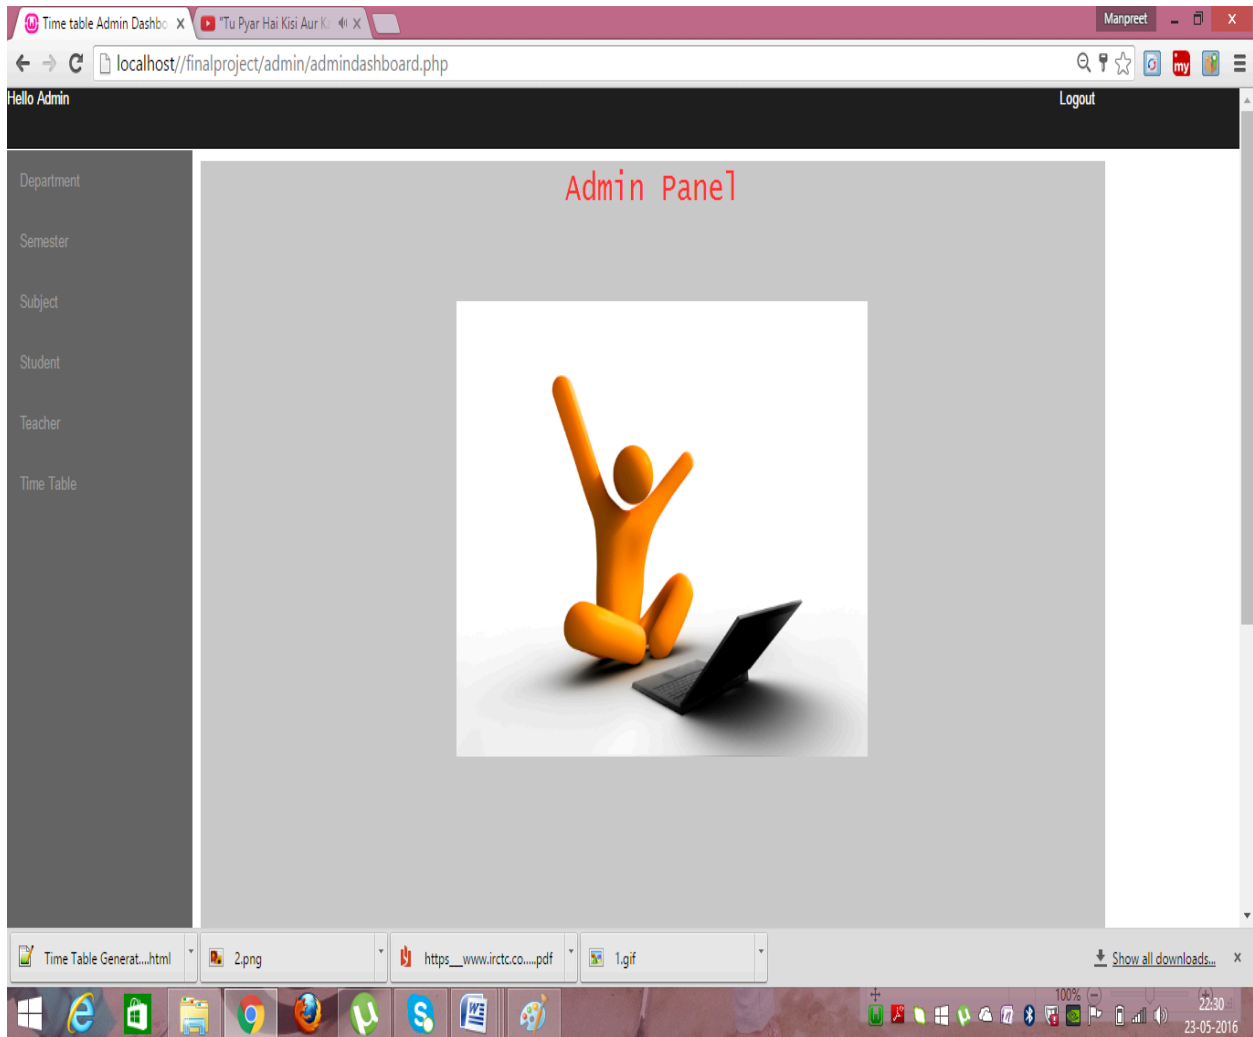 Time table Admin Dashbo
"Tu Pyar Hai Kisi Aur K
Manpreet
localhost//finalproject/admin/admindashboard.php
my
Hello Admin
Logout
Admin Panel
Department
Semester
Subject
Student
Teacher
Time Table
Time Table Generat....html
2.png
https__www.irctc.co.....pdf
1.gif
Show all downloads...
100%
22:30
23-05-2016